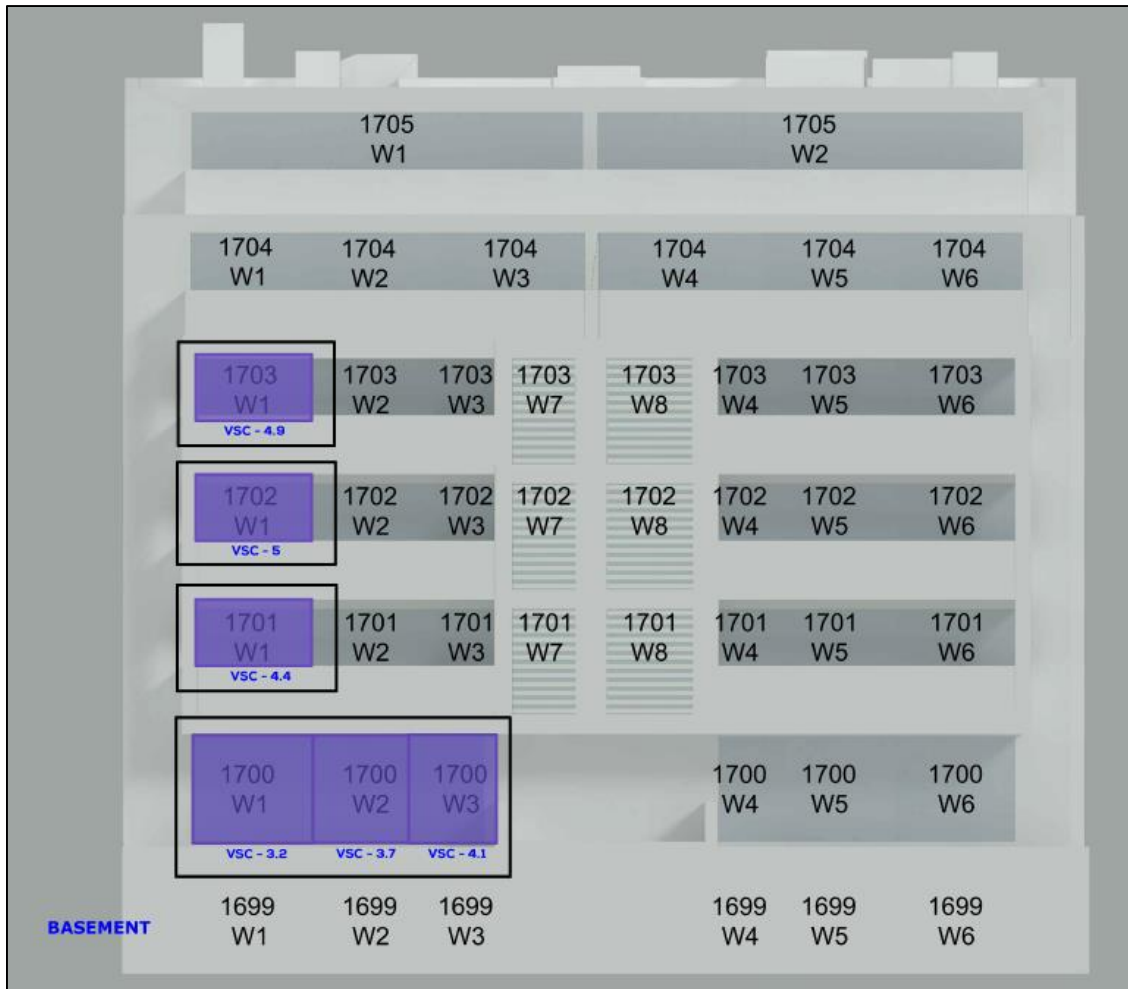 1705 1705
W1 W2
1704 1704 1704 1704 1704 1704
W1 W2 W3 W4 W5 W6
1703 1703 1703 1703 1703 1703 1703 1703
W1 W2 W3 W7 W8 W4 W5 W6
VSC - 4.9
1702 1702 1702 1702 1702 1702 1702 1702
W1 W2 W3 W7 W8 W4 W5 W6
VSC - 5
1701 1701 1701 1701 1701 1701 1701 1701
W1 W2 W3 W7 W8 W4 W5 W6
VSC - 4.4
1700 1700 1700 1700 1700 1700
W1 W2 W3 W4 W5 W6
VSC - 3.2 VSC - 3.7 VSC - 4.1
1699 1699 1699 1699 1699 1699
BASEMENT
W1 W2 W3 W4 W5 W6